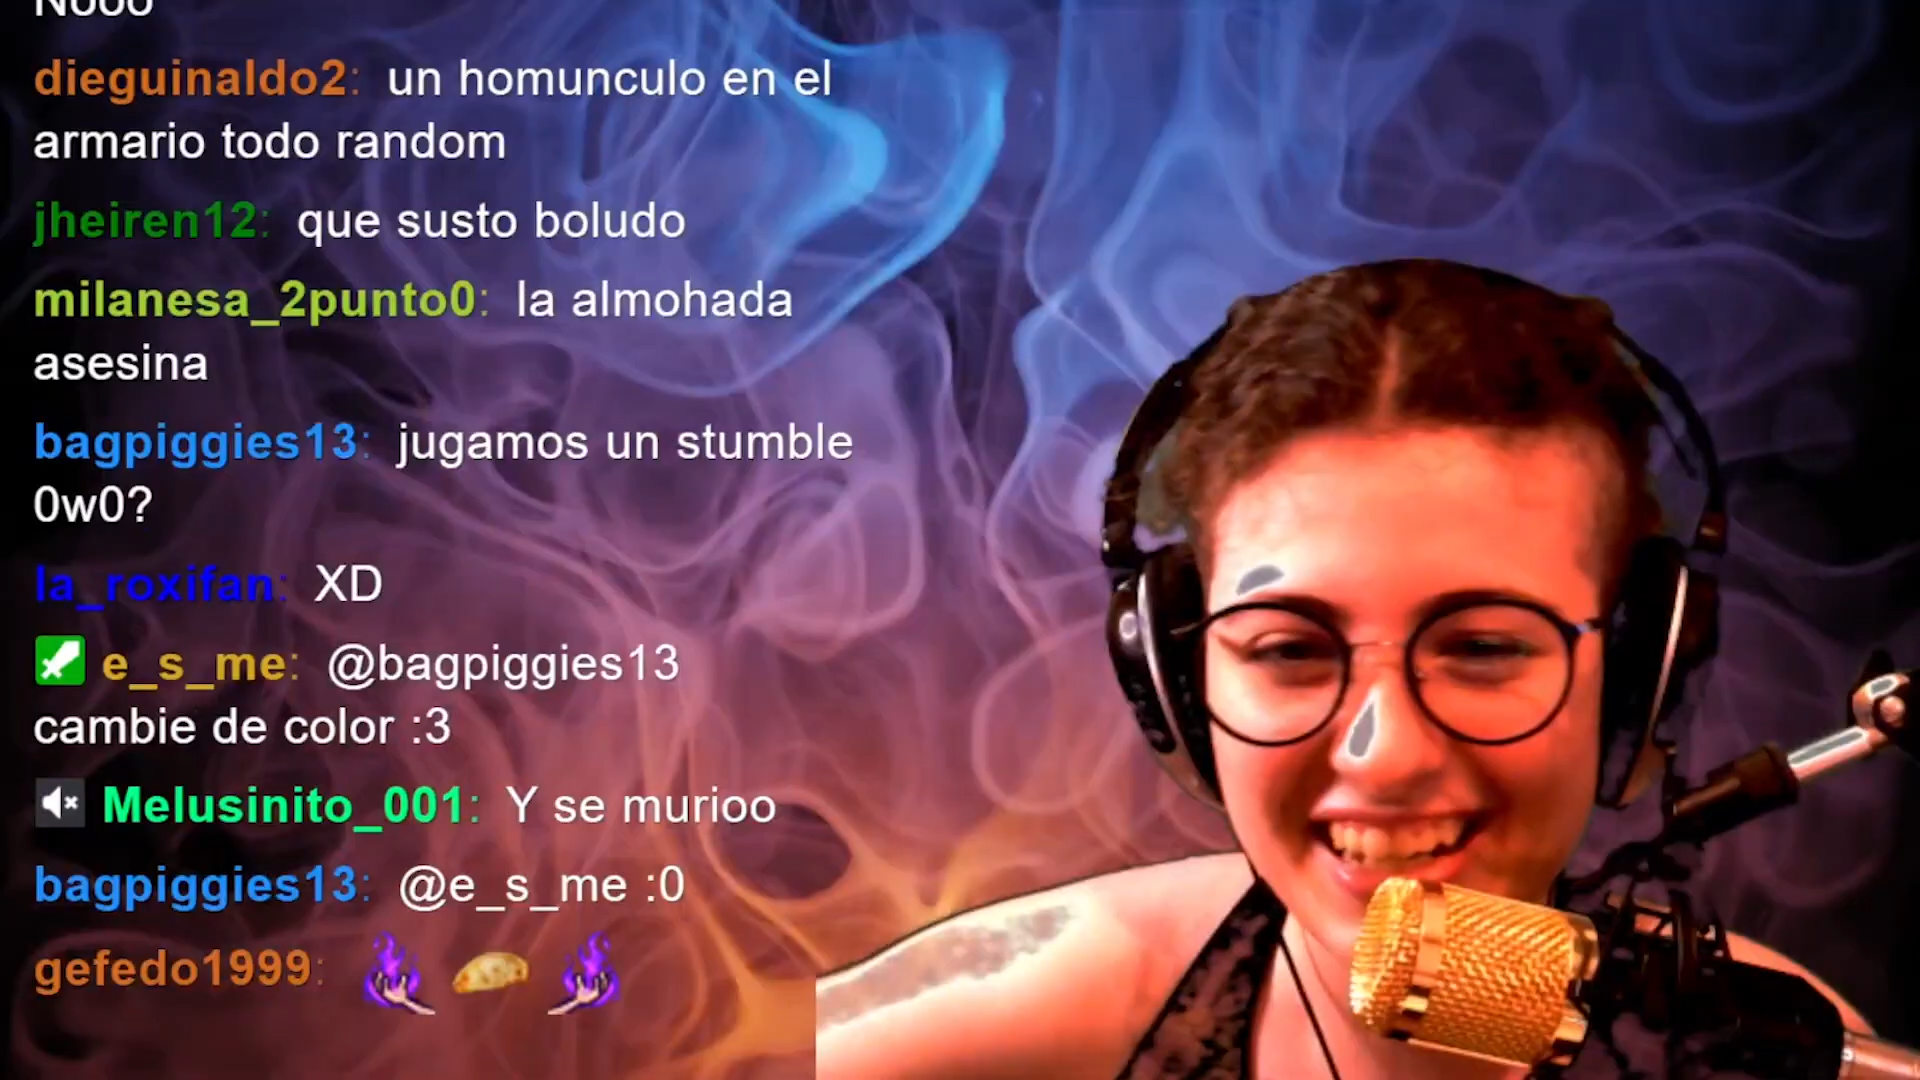 Nooo
dieguinaldo2: un homunculo en el
armario todo random
jheiren12: que susto boludo
milanesa_2punto0: la almohada
asesina
bagpiggies13: jugamos un stumble
0w0?
la_roxifan: XD
e_s_me: @bagpiggies13
cambie de color :3
Melusinito_001: Y se murioo
bagpiggies13: @e_s_me :0
gefedo1999: